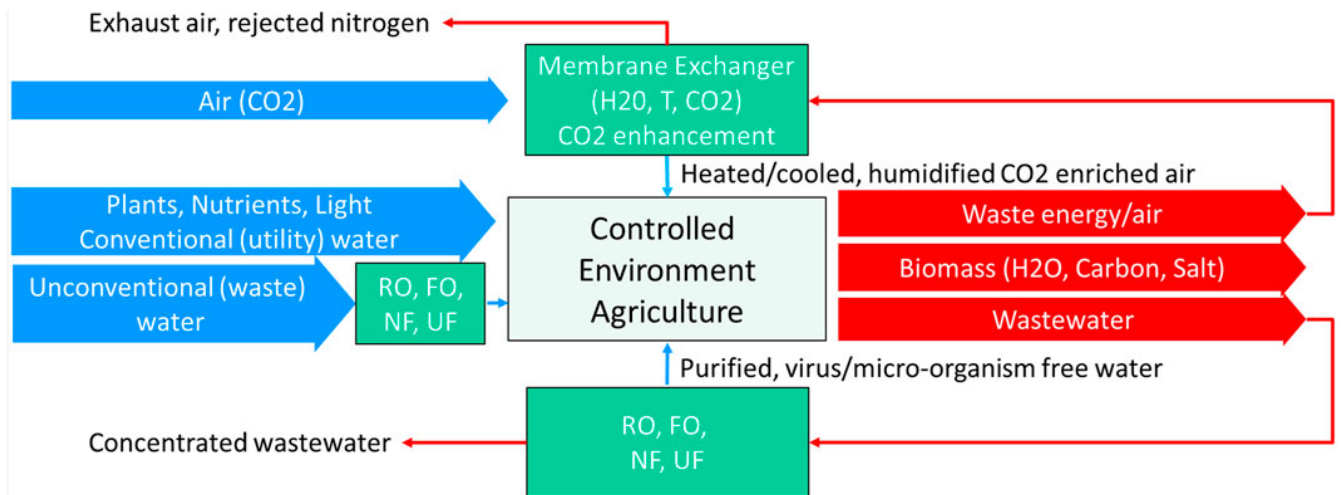 Exhaust air, rejected nitrogen
Membrane Exchanger
(H20, T, CO2)
CO2 enhancement
Air (CO2)
Heated/cooled, humidified CO2 enriched air
Plants, Nutrients, Light
Conventional (utility) water
Unconventional (waste)
water
RO, FO,
NF, UF
Controlled
Environment
Agriculture
Waste energy/air
Biomass (H2O, Carbon, Salt)
Wastewater
Purified, virus/micro-organism free water
Concentrated wastewater
RO, FO,
NF, UF